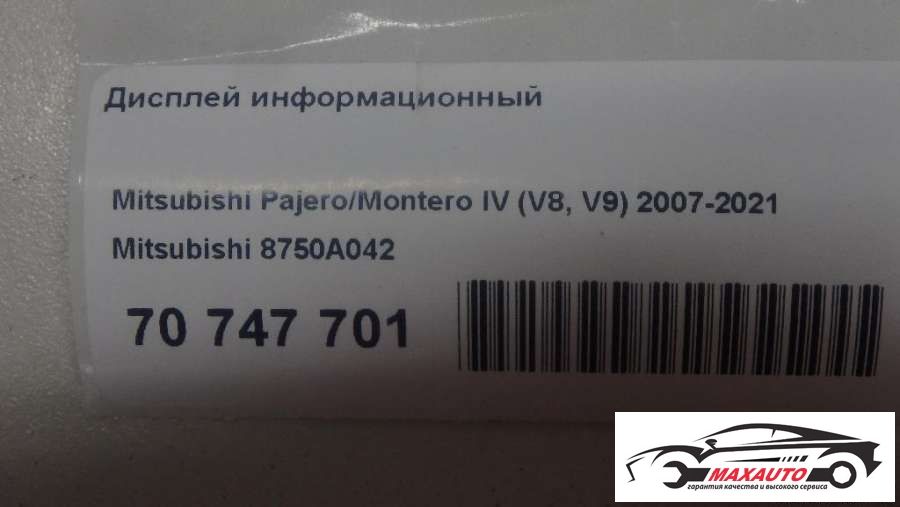 Дисплей информационный
Mitsubishi Pajero/Montero IV (V8, V9) 2007-2021
Mitsubishi 8750A042
70 747 701
MAXAUTO
гарантия качества и высокого сервиса